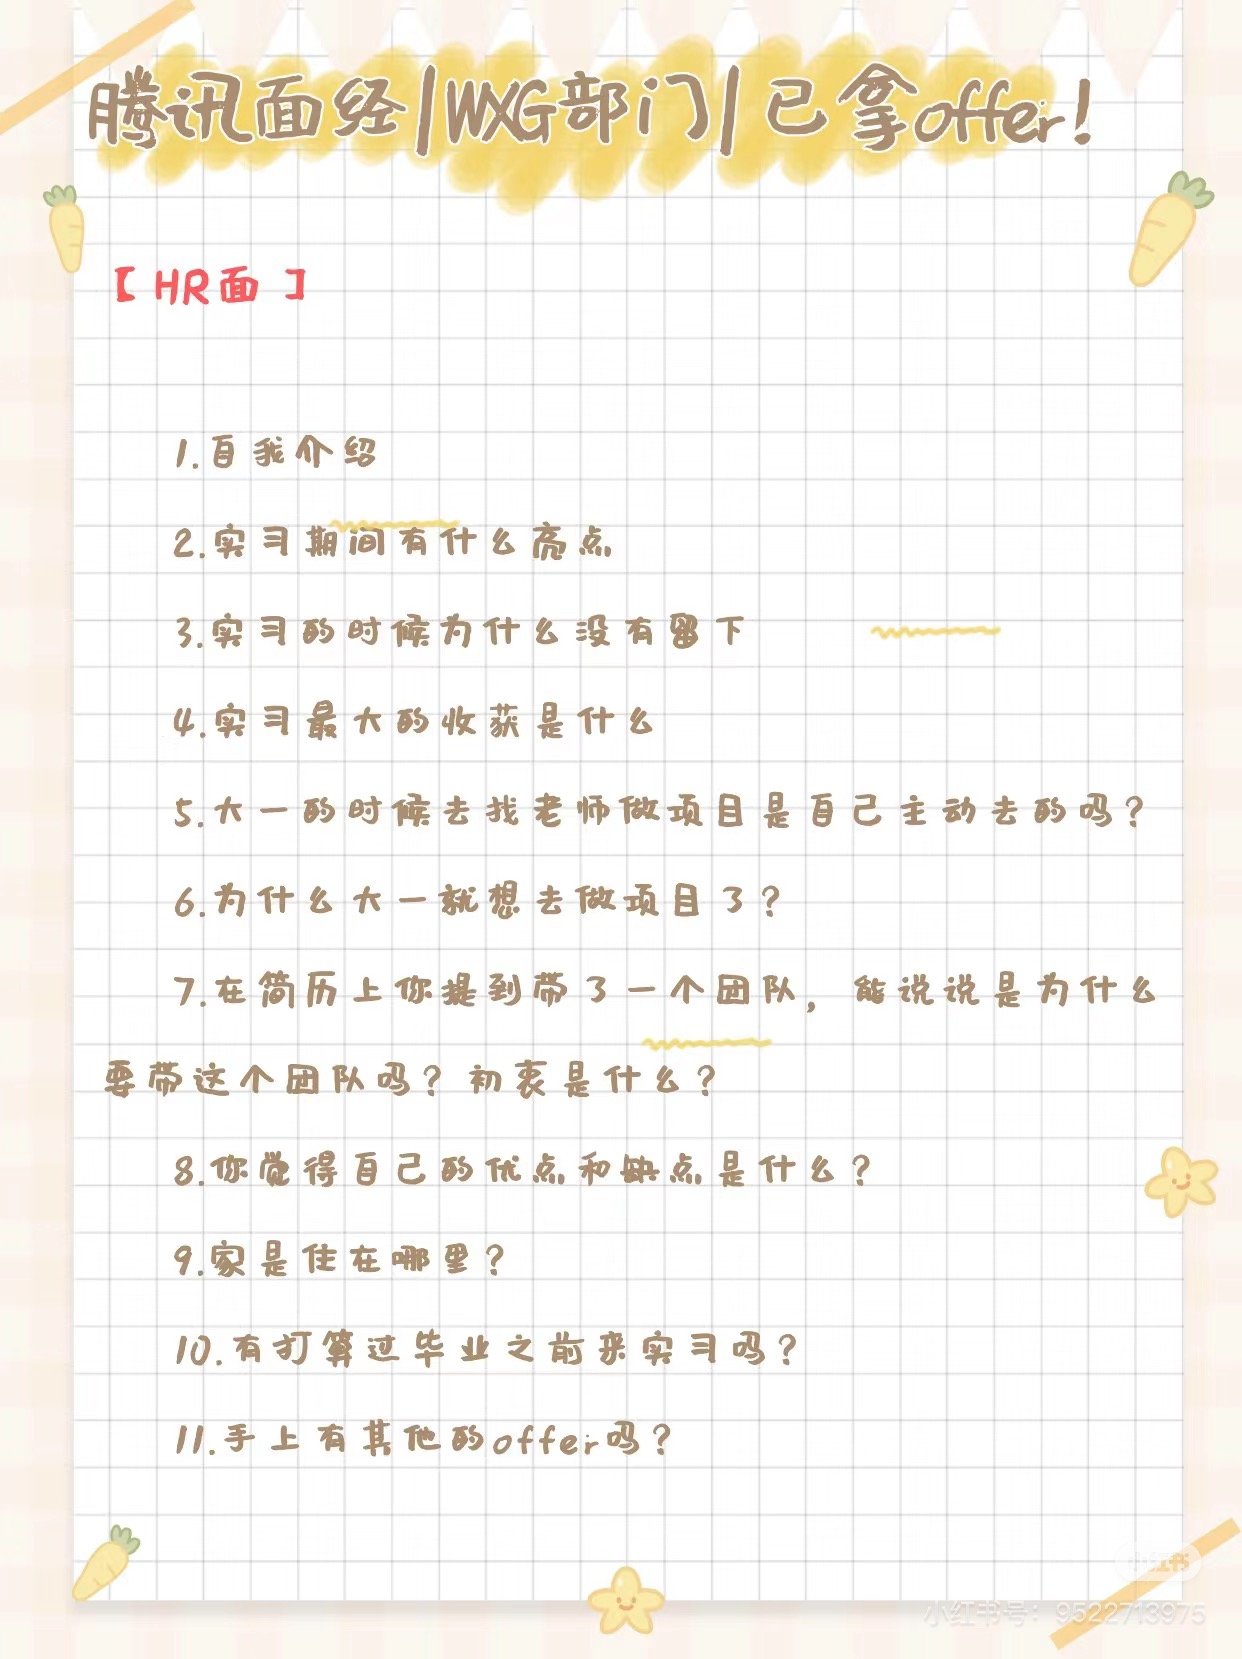 腾讯面经|WXG部门|已拿offer!
【HR面】
1.自我介绍
2.实习期间有什么亮点
3.实习的时候为什么没有留下
4.实习最大的收获是什么
5.大一的时候去找老师做项目是自己主动去的吗?
6.为什么大一就想去做项目了?
7.在简历上你提到带了一个团队,能说说是为什么
要带这个团队吗?初衷是什么?
8.你觉得自己的优点和缺点是什么?
9.家是住在哪里?
10.有打算过毕业之前来实习吗?
11.手上有其他的offer吗?
小红书
小红书号:9522713975